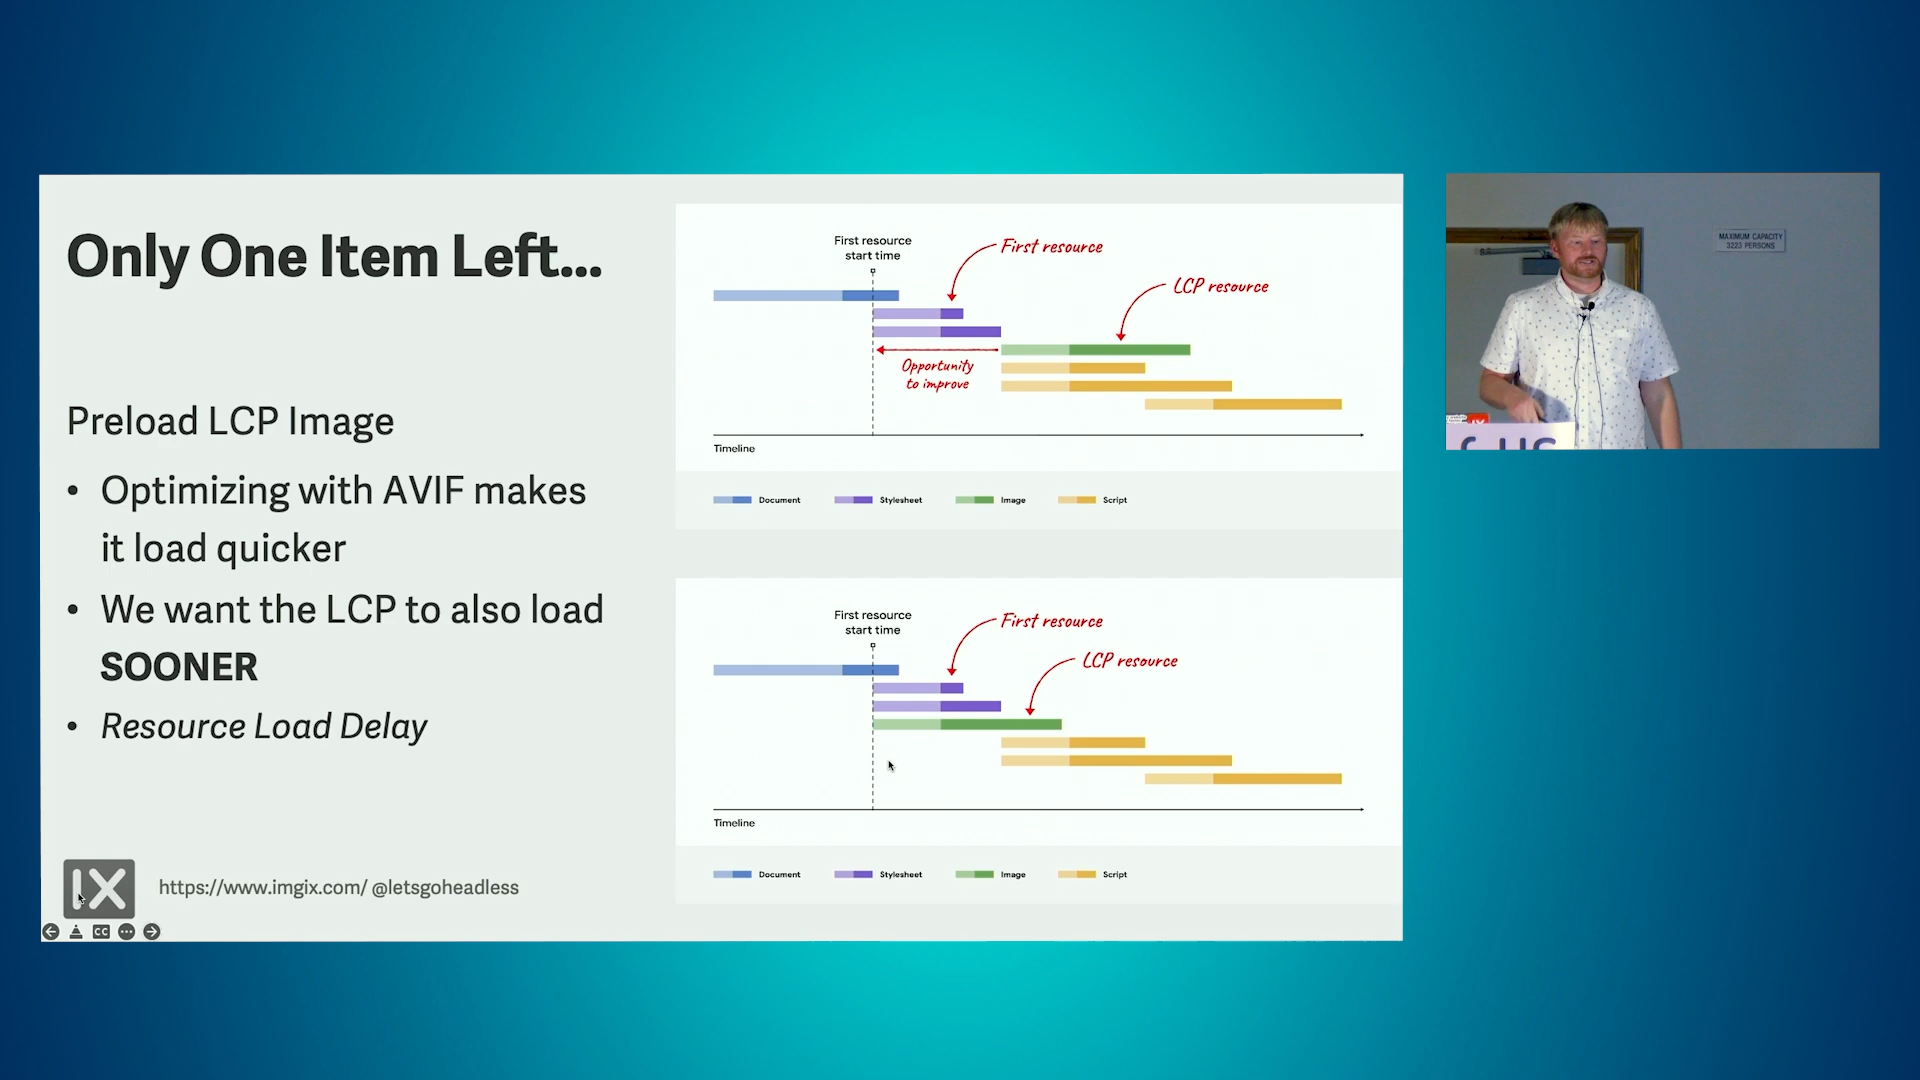 Only One Item Left...
Preload LCP Image
• Optimizing with AVIF makes
it load quicker
• We want the LCP to also load
SOONER
• Resource Load Delay
IX
https://www.imgix.com/ @letsgoheadless
CC
First resource
start time
First resource
LCP resource
Opportunity
to improve
Timeline
Document
Stylesheet
Image
Script
First resource
start time
First resource
LCP resource
Timeline
Document
Stylesheet
Image
Script
MAXIMUM CAPACITY
3223 PERSONS